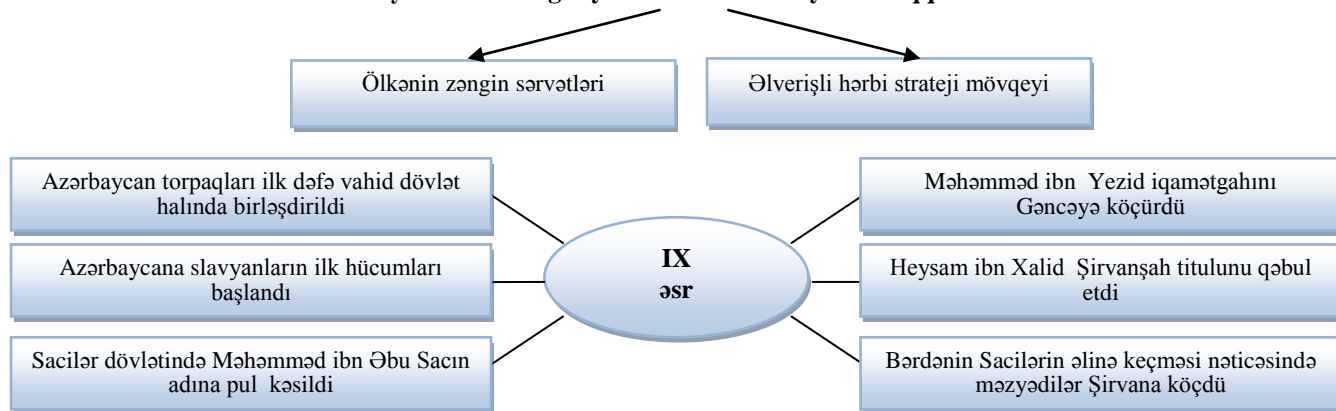 Ölkənin zəngin sərvətləri
Əlverişli hərbi strateji mövqeyi
Azərbaycan torpaqları ilk dəfə vahid dövlət
halında birləşdirildi
Məhəmməd ibn Yezid iqamətgahını
Gəncəyə köçürdü
Azərbaycana slavyanların ilk hücumları
başlandı
IX
əsr
Heysam ibn Xalid Şirvanşah titulunu qəbul
etdi
Sacilər dövlətində Məhəmməd ibn Əbu Sacın
adına pul kəsildi
Bərdənin Sacilərin əlinə keçməsi nəticəsində
məzyədilər Şirvana köçdü